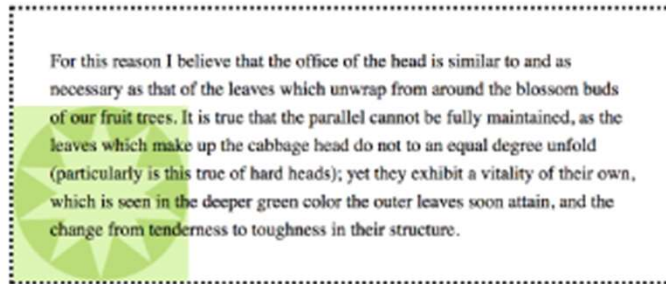 For this reason I believe that the office of the head is similar to and as
necessary as that of the leaves which unwrap from around the blossom buds
of our fruit trees. It is true that the parallel cannot be fully maintained, as the
leaves which make up the cabbage head do not to an equal degree unfold
(particularly is this true of hard heads); yet they exhibit a vitality of their own,
which is seen in the deeper green color the outer leaves soon attain, and the
change from tenderness to toughness in their structure.